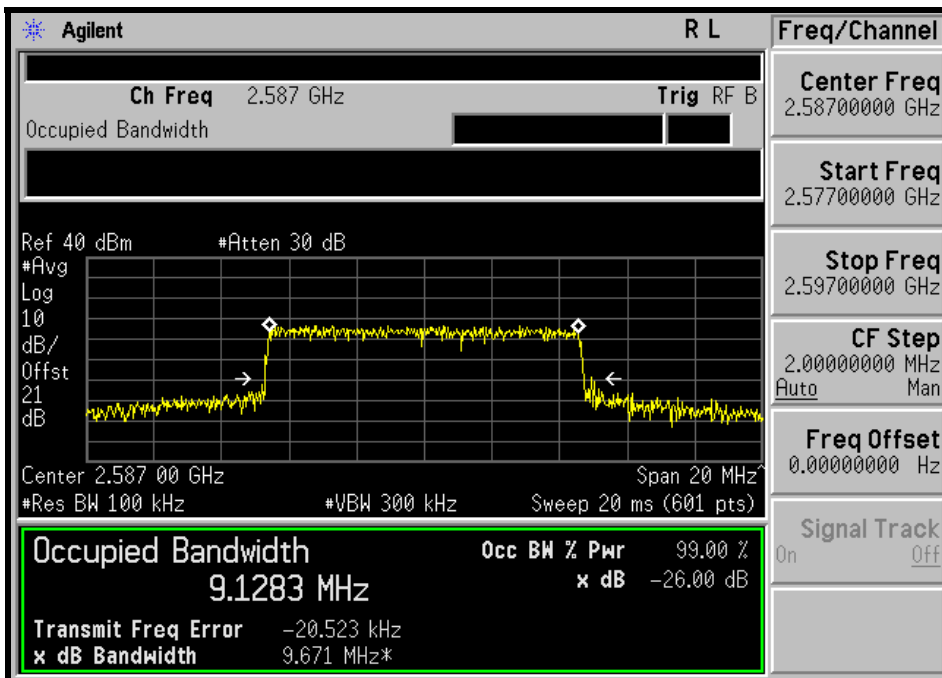 Agilent
R L
Freq/Channel
Ch Freq 2.587 GHz
Trig RF B
Occupied Bandwidth
Center Freq
2.58700000 GHz
Start Freq
2.57700000 GHz
Stop Freq
2.59700000 GHz
CF Step
2.00000000 MHz
Auto Man
Freq Offset
0.00000000 Hz
Signal Track
On Off
Ref 40 dBm #Atten 30 dB
#Avg
Log
10
dB/
Offst
21
dB
Center 2.587 00 GHz Span 20 MHz^
#Res BW 100 kHz #VBW 300 kHz Sweep 20 ms (601 pts)
Occupied Bandwidth
9.1283 MHz
Occ BW % Pwr 99.00 %
x dB -26.00 dB
Transmit Freq Error -20.523 kHz
x dB Bandwidth 9.671 MHz*